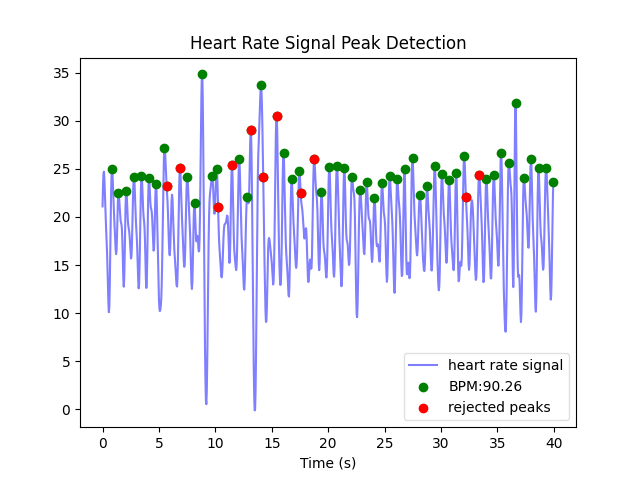 Heart Rate Signal Peak Detection
35
30
25
20
15
10
5
0
heart rate signal
BPM:90.26
rejected peaks
0 5 10 15 20 25 30 35 40
Time (s)